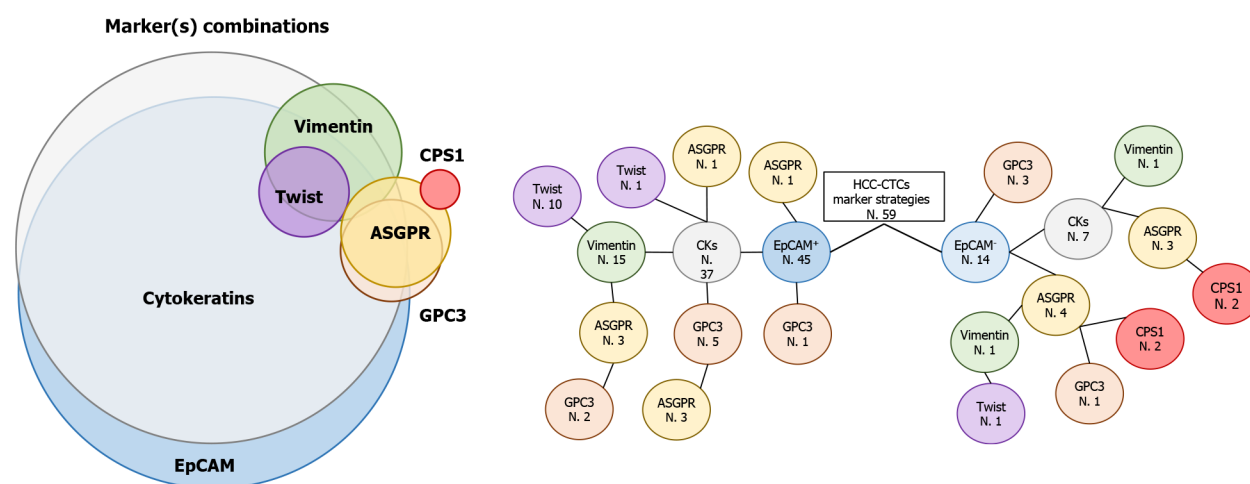 Marker(s) combinations
Vimentin
CPS1
Twist
ASGPR
Cytokeratins
GPC3
EpCAM
HCC-CTCs
marker strategies
N. 59
EpCAM⁺
N. 45
ASGPR
N. 1
GPC3
N. 1
CKs
N.
37
ASGPR
N. 1
Twist
N. 1
GPC3
N. 5
ASGPR
N. 3
Vimentin
N. 15
Twist
N. 10
ASGPR
N. 3
GPC3
N. 2
EpCAM⁻
N. 14
GPC3
N. 3
CKs
N. 7
Vimentin
N. 1
ASGPR
N. 3
CPS1
N. 2
ASGPR
N. 4
Vimentin
N. 1
Twist
N. 1
CPS1
N. 2
GPC3
N. 1